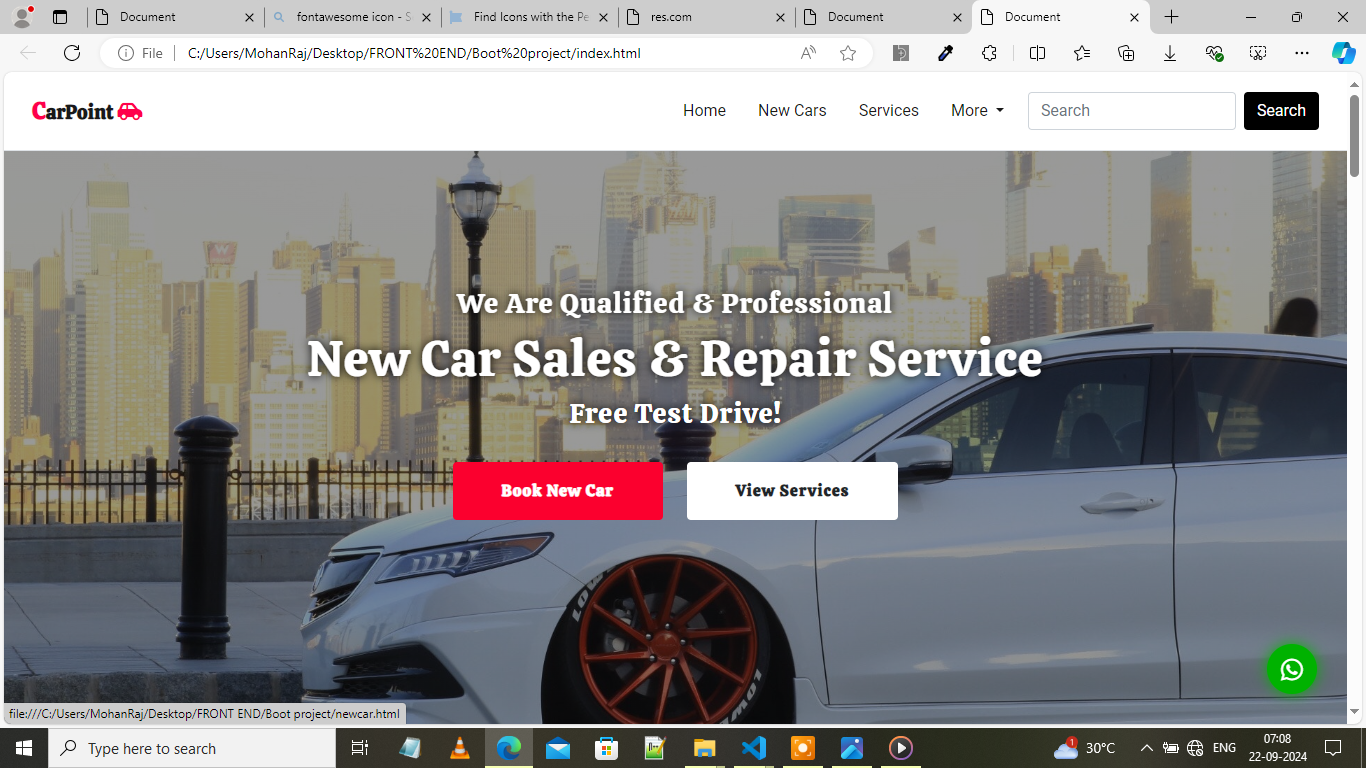 Document
fontawesome icon - S
Find Icons with the Pe
res.com
Document
Document
File
C:/Users/MohanRaj/Desktop/FRONT%20END/Boot%20project/index.html
CarPoint
Home
New Cars
Services
More
Search
Search
We Are Qualified & Professional
New Car Sales & Repair Service
Free Test Drive!
Book New Car
View Services
file:///C:/Users/MohanRaj/Desktop/FRONT END/Boot project/newcar.html
Type here to search
1
30°C
ENG
07:08
22-09-2024